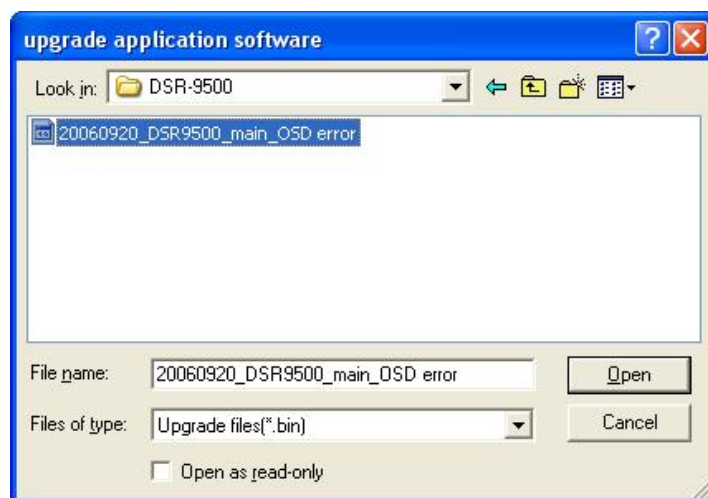 upgrade application software
Look in: DSR-9500
20060920_DSR9500_main_OSD error
File name: 20060920_DSR9500_main_OSD error Open
Files of type: Upgrade files(*.bin) Cancel
Open as read-only